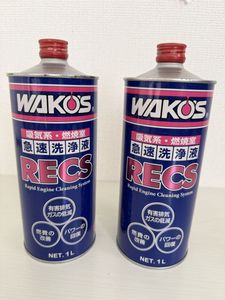 WAKO'S
吸気系・燃焼室
急速洗浄液
RECS
Rapid Engine Cleaning System
有害排気
ガスの低減
燃費の
改善
パワーの
回復
NET. 1L
WAKO'S
吸気系・燃焼室
急速洗浄液
RECS
Rapid Engine Cleaning System
有害排気
ガスの低減
燃費の
改善
パワーの
回復
NET. 1L